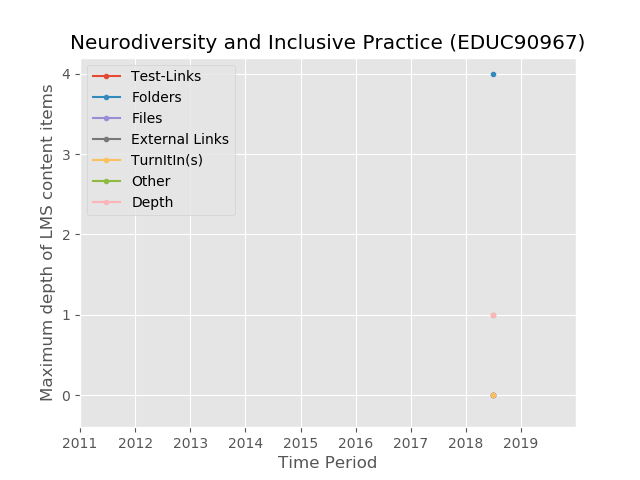 Neurodiversity and Inclusive Practice (EDUC90967)
Test-Links
Folders
Files
External Links
TurnItIn(s)
Other
Depth
Maximum depth of LMS content items
4
3
2
1
0
2011 2012 2013 2014 2015 2016 2017 2018 2019
Time Period